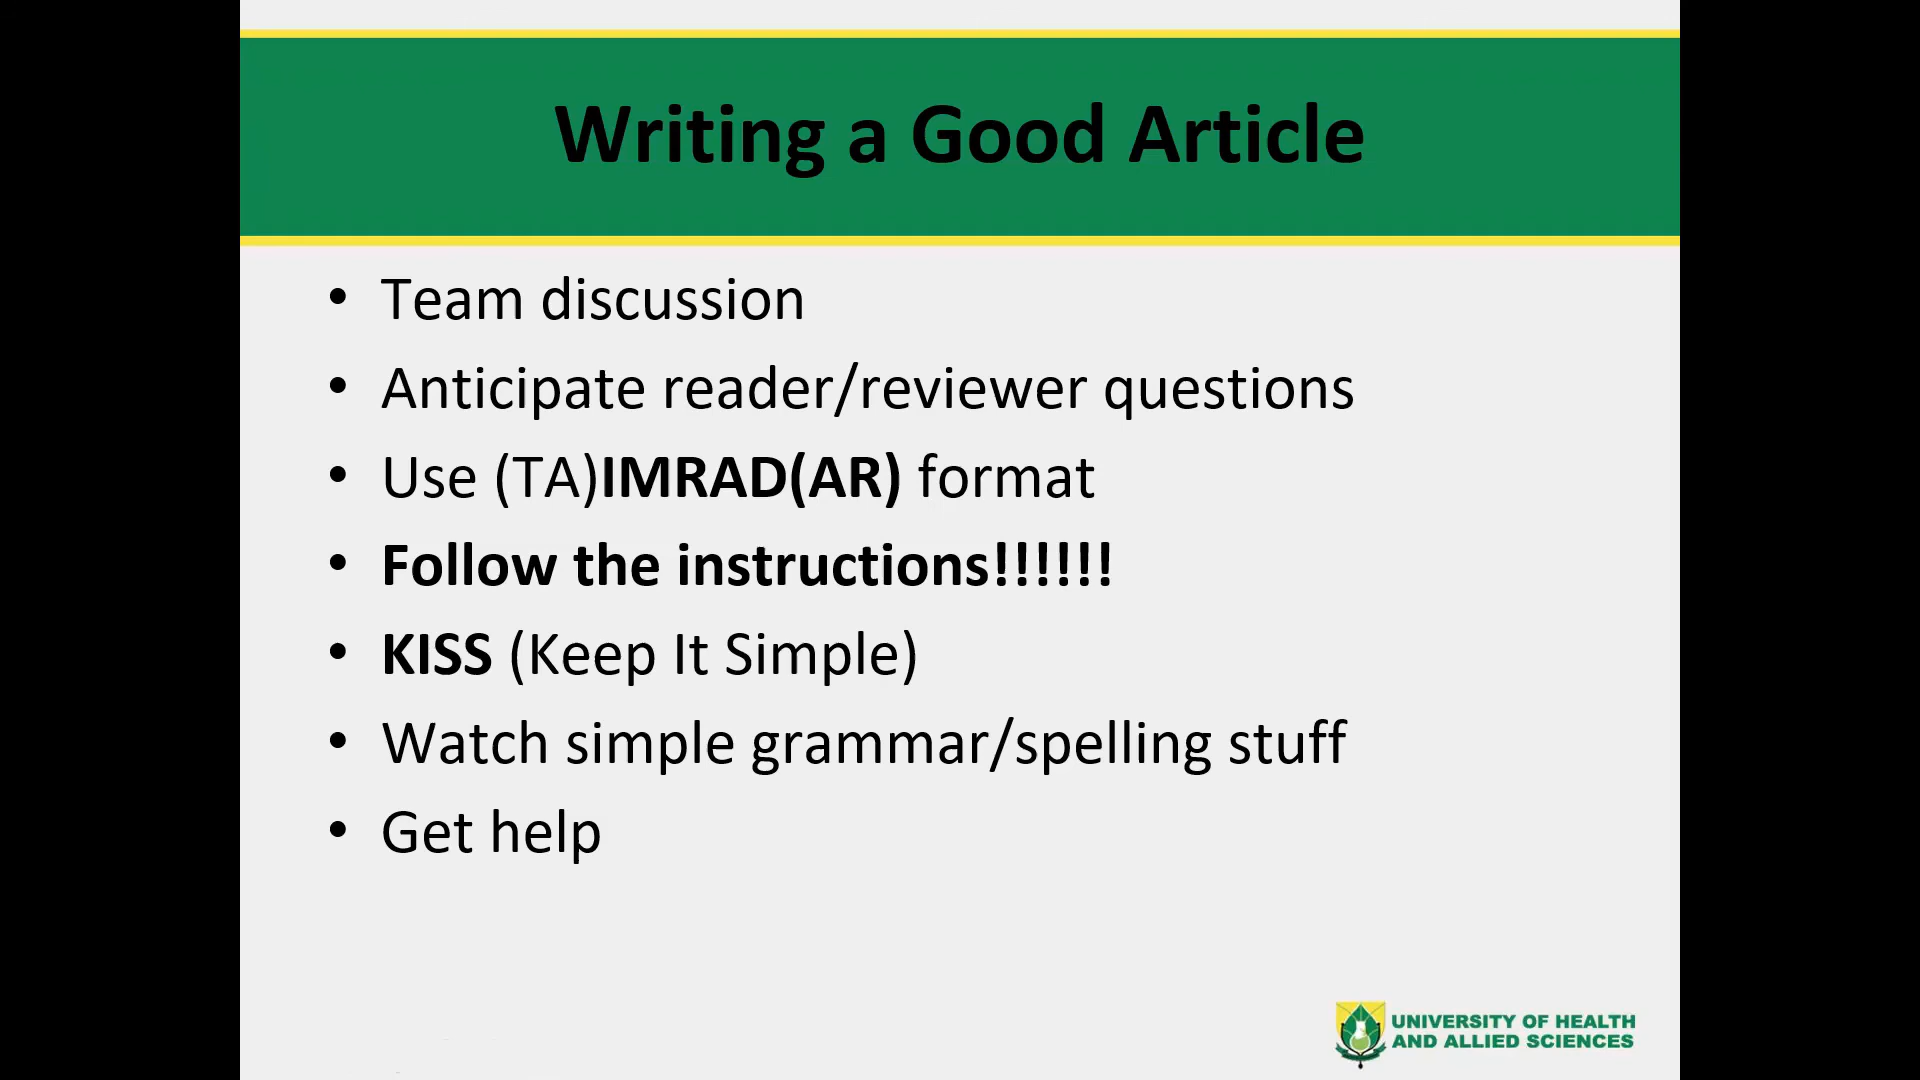 Writing a Good Article
• Team discussion
• Anticipate reader/reviewer questions
• Use (TA)IMRAD(AR) format
• Follow the instructions!!!!!!
• KISS (Keep It Simple)
• Watch simple grammar/spelling stuff
• Get help
UNIVERSITY OF HEALTH
AND ALLIED SCIENCES